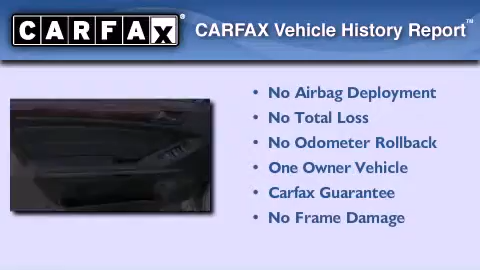 CARFAX® CARFAX Vehicle History Report™
• No Airbag Deployment
• No Total Loss
• No Odometer Rollback
• One Owner Vehicle
• Carfax Guarantee
• No Frame Damage